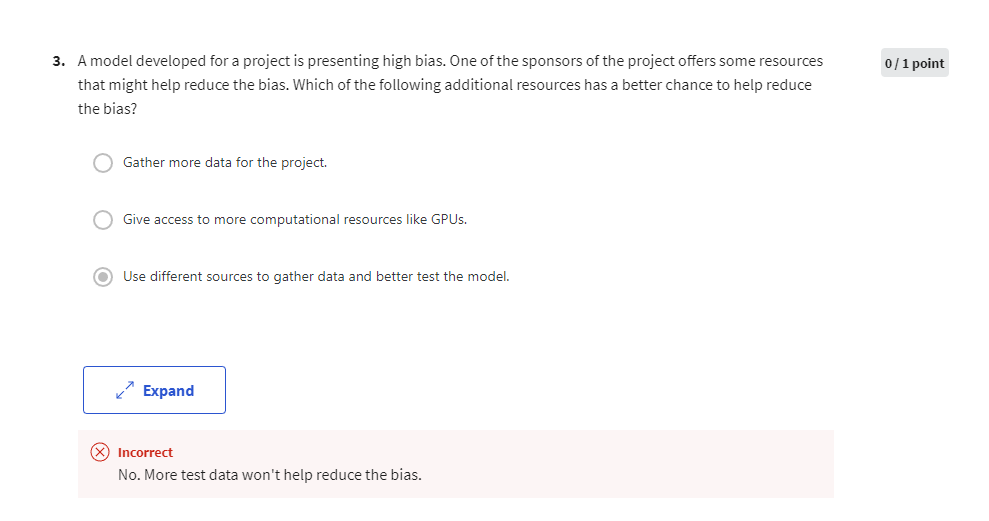 3. A model developed for a project is presenting high bias. One of the sponsors of the project offers some resources
0 / 1 point
that might help reduce the bias. Which of the following additional resources has a better chance to help reduce
the bias?
Gather more data for the project.
Give access to more computational resources like GPUs.
Use different sources to gather data and better test the model.
Expand
Incorrect
No. More test data won't help reduce the bias.